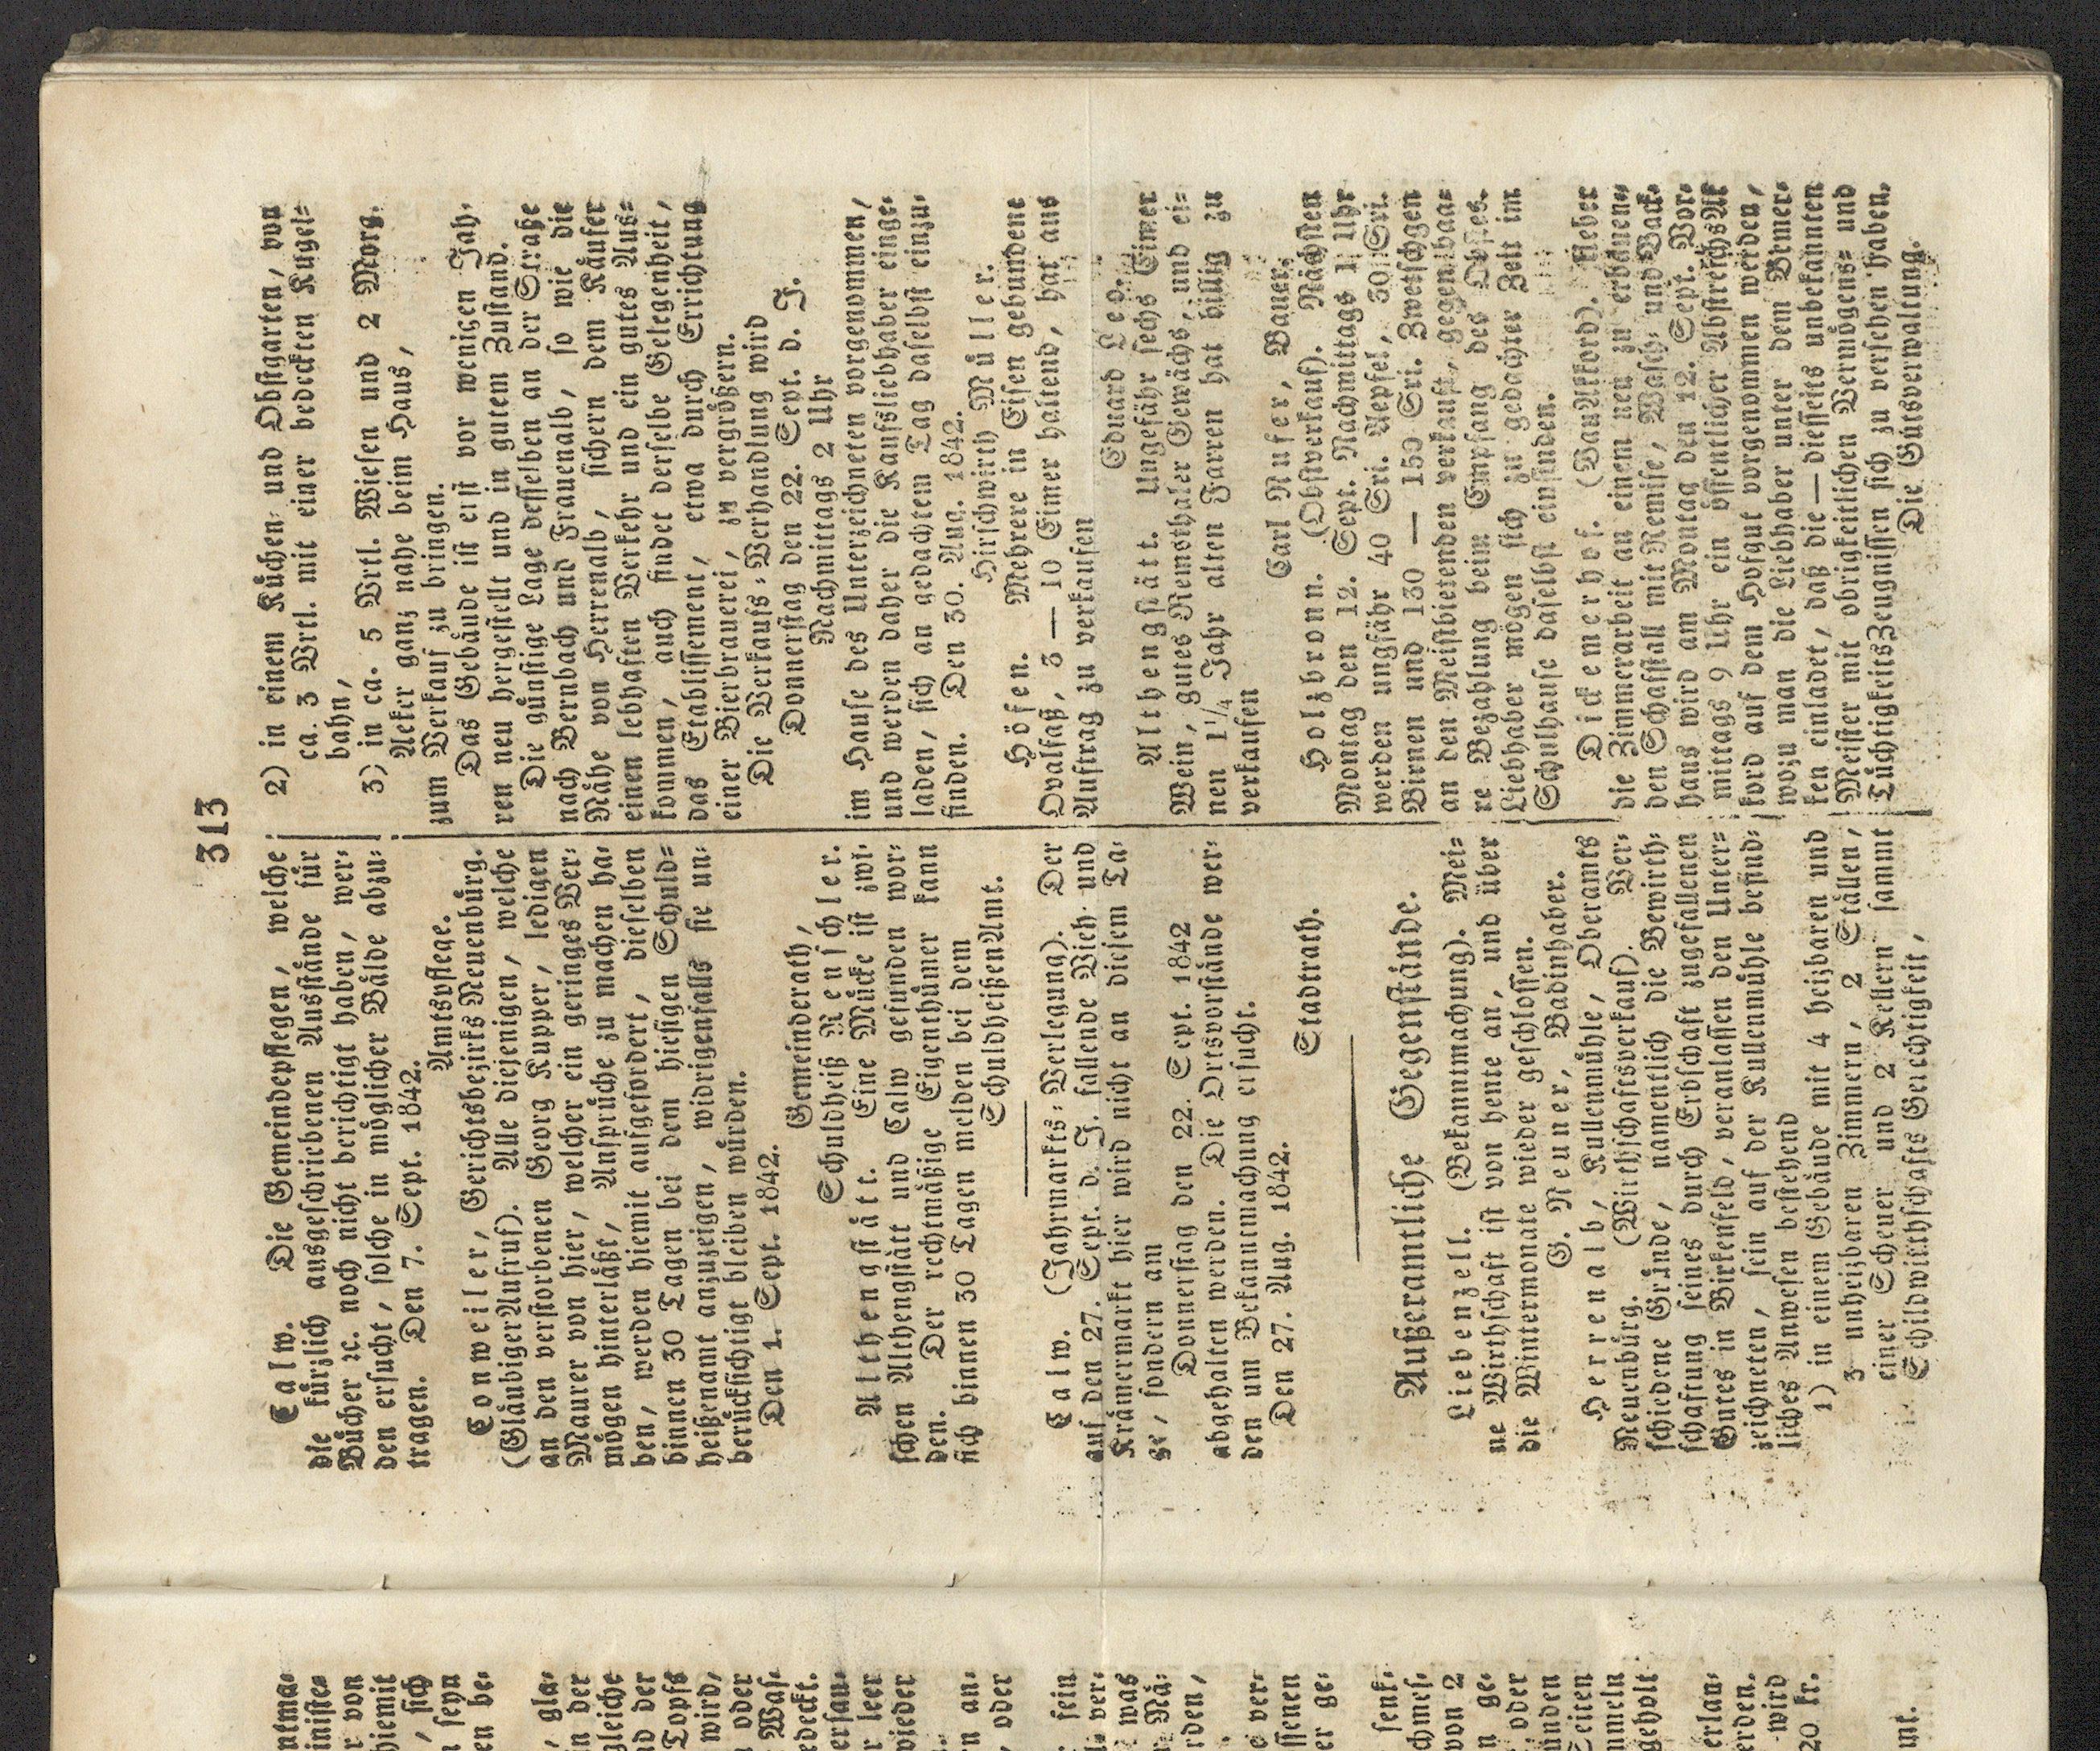 313
Calw. Die Gemeindepflegen, welche
die kürzlich ausgeschriebenen Ausstände für
Bücher ꝛc. noch nicht berichtigt haben, wer-
den ersucht, solche in möglicher Bälde abzu-
tragen. Den 7. Sept. 1842.
Amtspflege.
Conweiler, Gerichtsbezirks Neuenbürg.
(GläubigerAufruf). Alle diejenigen, welche
an den verstorbenen Georg Kupper, ledigen
Maurer von hier, welcher ein geringes Ver-
mögen hinterläßt, Ansprüche zu machen ha-
ben, werden hiemit aufgefordert, dieselben
binnen 30 Tagen bei dem hiesigen Schuld-
heißenamt anzuzeigen, widrigenfalls sie un-
berücksichtigt bleiben würden.
Den 1. Sept. 1842.
Gemeinderath,
Schuldheiß Renschler.
Althengstätt. Eine Mücke ist zwi-
schen Althengstätt und Calw gefunden wor-
den. Der rechtmäßige Eigenthümer kann
sich binnen 30 Tagen melden bei dem
SchuldheißenAmt.
Calw. (Jahrmarkts-Verlegung). Der
auf den 27. Sept. d. J. fallende Vieh- und
Krämermarkt hier wird nicht an diesem Ta-
ge, sondern am
Donnerstag den 22. Sept. 1842
abgehalten werden. Die Ortsvorstände wer-
den um Bekanntmachung ersucht.
Den 27. Aug. 1842.
Stadtrath.
Außeramtliche Gegenstände.
Liebenzell. (Bekanntmachung). Mei-
ne Wirthschaft ist von heute an, und über
die Wintermonate wieder geschlossen.
G. Neuner, Badinhaber.
Herrenalb, Kullenmühle, Oberamts
Neuenbürg. (Wirthschaftsverkauf). Ver-
schiedene Gründe, namentlich die Bewirth-
schaftung seines durch Erbschaft zugefallenen
Gutes in Birkenfeld, veranlassen den Unter-
zeichneten, sein auf der Kullenmühle befind-
liches Anwesen bestehend
1) in einem Gebäude mit 4 heizbaren und
3 unheizbaren Zimmern, 2 Ställen,
einer Scheuer und 2 Kellern sammt
Schildwirthschafts Gerechtigkeit,
2) in einem Küchen- und Obstgarten, von
ca. 3 Vrtl. mit einer bedeckten Kugel-
bahn,
3) in ca. 5 Vrtl. Wiesen und 2 Morg.
Aeker ganz nahe beim Haus,
zum Verkauf zu bringen.
Das Gebäude ist erst vor wenigen Jah-
ren neu hergestellt und in gutem Zustand.
Die günstige Lage desselben an der Straße
nach Bernbach und Frauenalb, so wie die
Nähe von Herrenalb, sichern dem Käufer
einen lebhaften Verkehr und ein gutes Aus-
kommen, auch findet derselbe Gelegenheit,
das Etablissement, etwa durch Errichtung
einer Bierbrauerei, zu vergrößern.
Die Verkaufs-Verhandlung wird
Donnerstag den 22. Sept. d. J.
Nachmittags 2 Uhr
im Hause des Unterzeichneten vorgenommen,
und werden daher die Kaufsliebhaber einge-
laden, sich an gedachtem Tag daselbst einzu-
finden. Den 30. Aug. 1842.
Hirschwirth Müller.
Höfen. Mehrere in Eisen gebundene
Ovalfaß, 3 — 10 Eimer haltend, hat aus
Auftrag zu verkaufen
Eduard Leo.
Althengstätt. Ungefähr sechs Eimer
Wein, gutes Remsthaler Gewächs, und ei-
nen 1 1/4 Jahr alten Farren hat billig zu
verkaufen
Carl Nufer, Bauer.
Holzbronn. (Obstverkauf). Nächsten
Montag den 12. Sept. Nachmittags 1 Uhr
werden ungfähr 40 Sri. Aepfel, 30 Sri.
Birnen und 130 — 150 Sri. Zwetschgen
an den Meistbietenden verkauft, gegen baa-
re Bezahlung beim Empfang des Obstes.
Liebhaber mögen sich zu gedachter Zeit im
Schulhause daselbst einfinden.
Dickemerhof. (BauAkkord). Ueber
die Zimmerarbeit an einem neu zu erbauen-
den Schafstall mit Remise, Wasch- und Back-
haus wird am Montag den 12. Sept. Vor-
mittags 9 Uhr ein öffentlicher AbstreichsAk-
kord auf dem Hofgut vorgenommen werden,
wozu man die Liebhaber unter dem Bemer-
ken einladet, daß die — diesseits unbekannten
Meister mit obrigkeitlichen Vermögens- und
TüchtigkeitsZeugnissen sich zu versehen haben.
Die Gutsverwaltung.